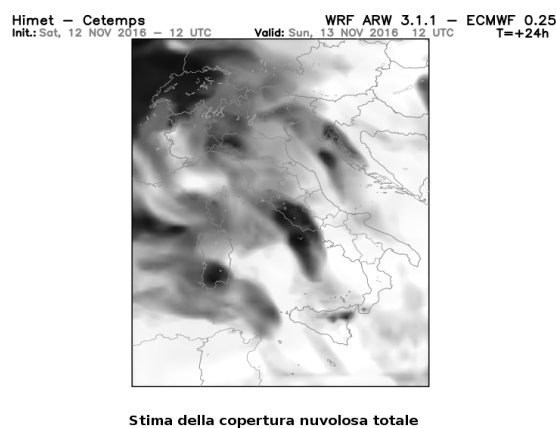 Himet – Cetemps WRF ARW 3.1.1 – ECMWF 0.25
Init.: Sat, 12 NOV 2016 – 12 UTC Valid: Sun, 13 NOV 2016 12 UTC T=+24h
Stima della copertura nuvolosa totale